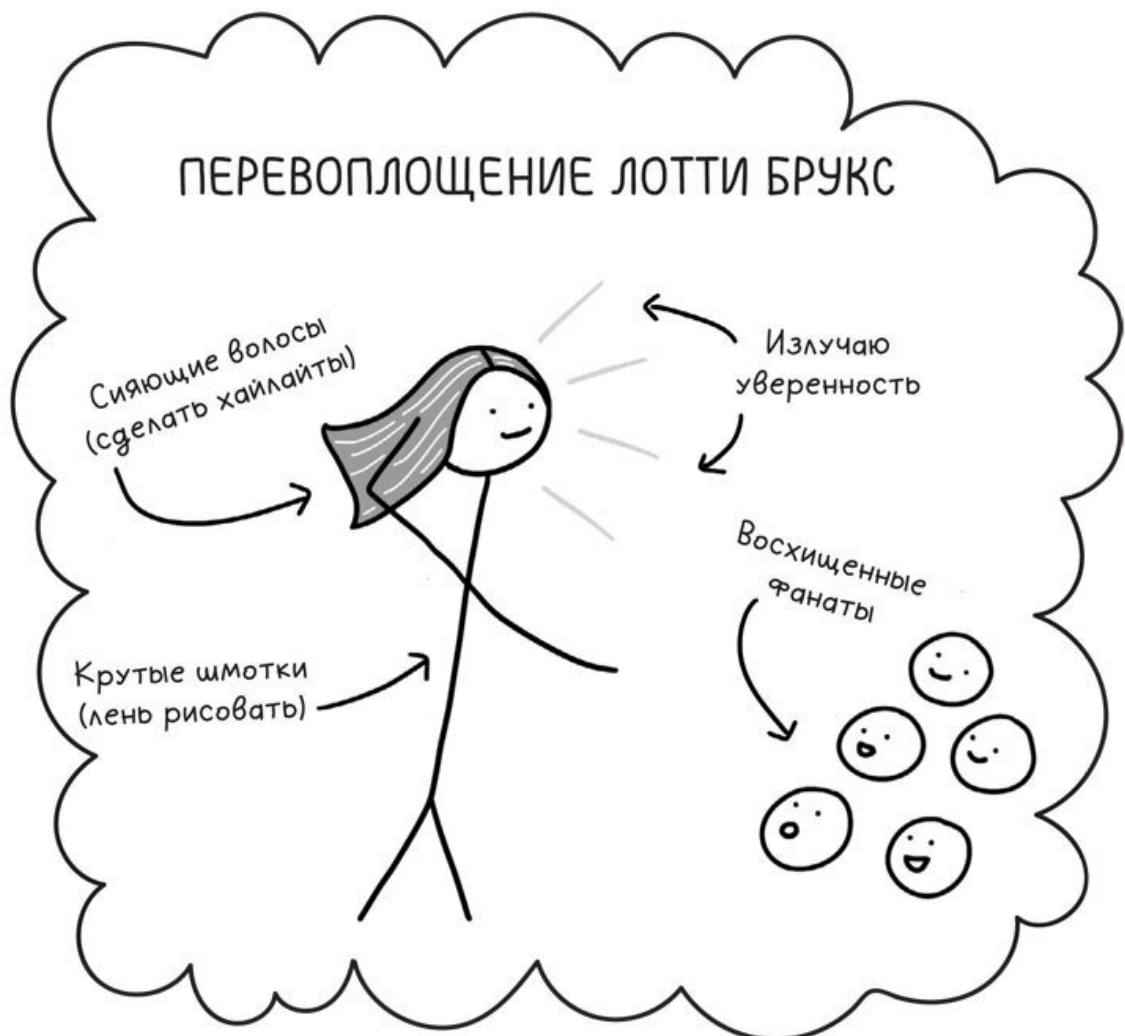 ПЕРЕВОПЛОЩЕНИЕ ЛОТТИ БРУКС
Сияющие волосы
(сделать хайлайты)
Излучаю
уверенность
Восхищенные
фанаты
Крутые шмотки
(лень рисовать)